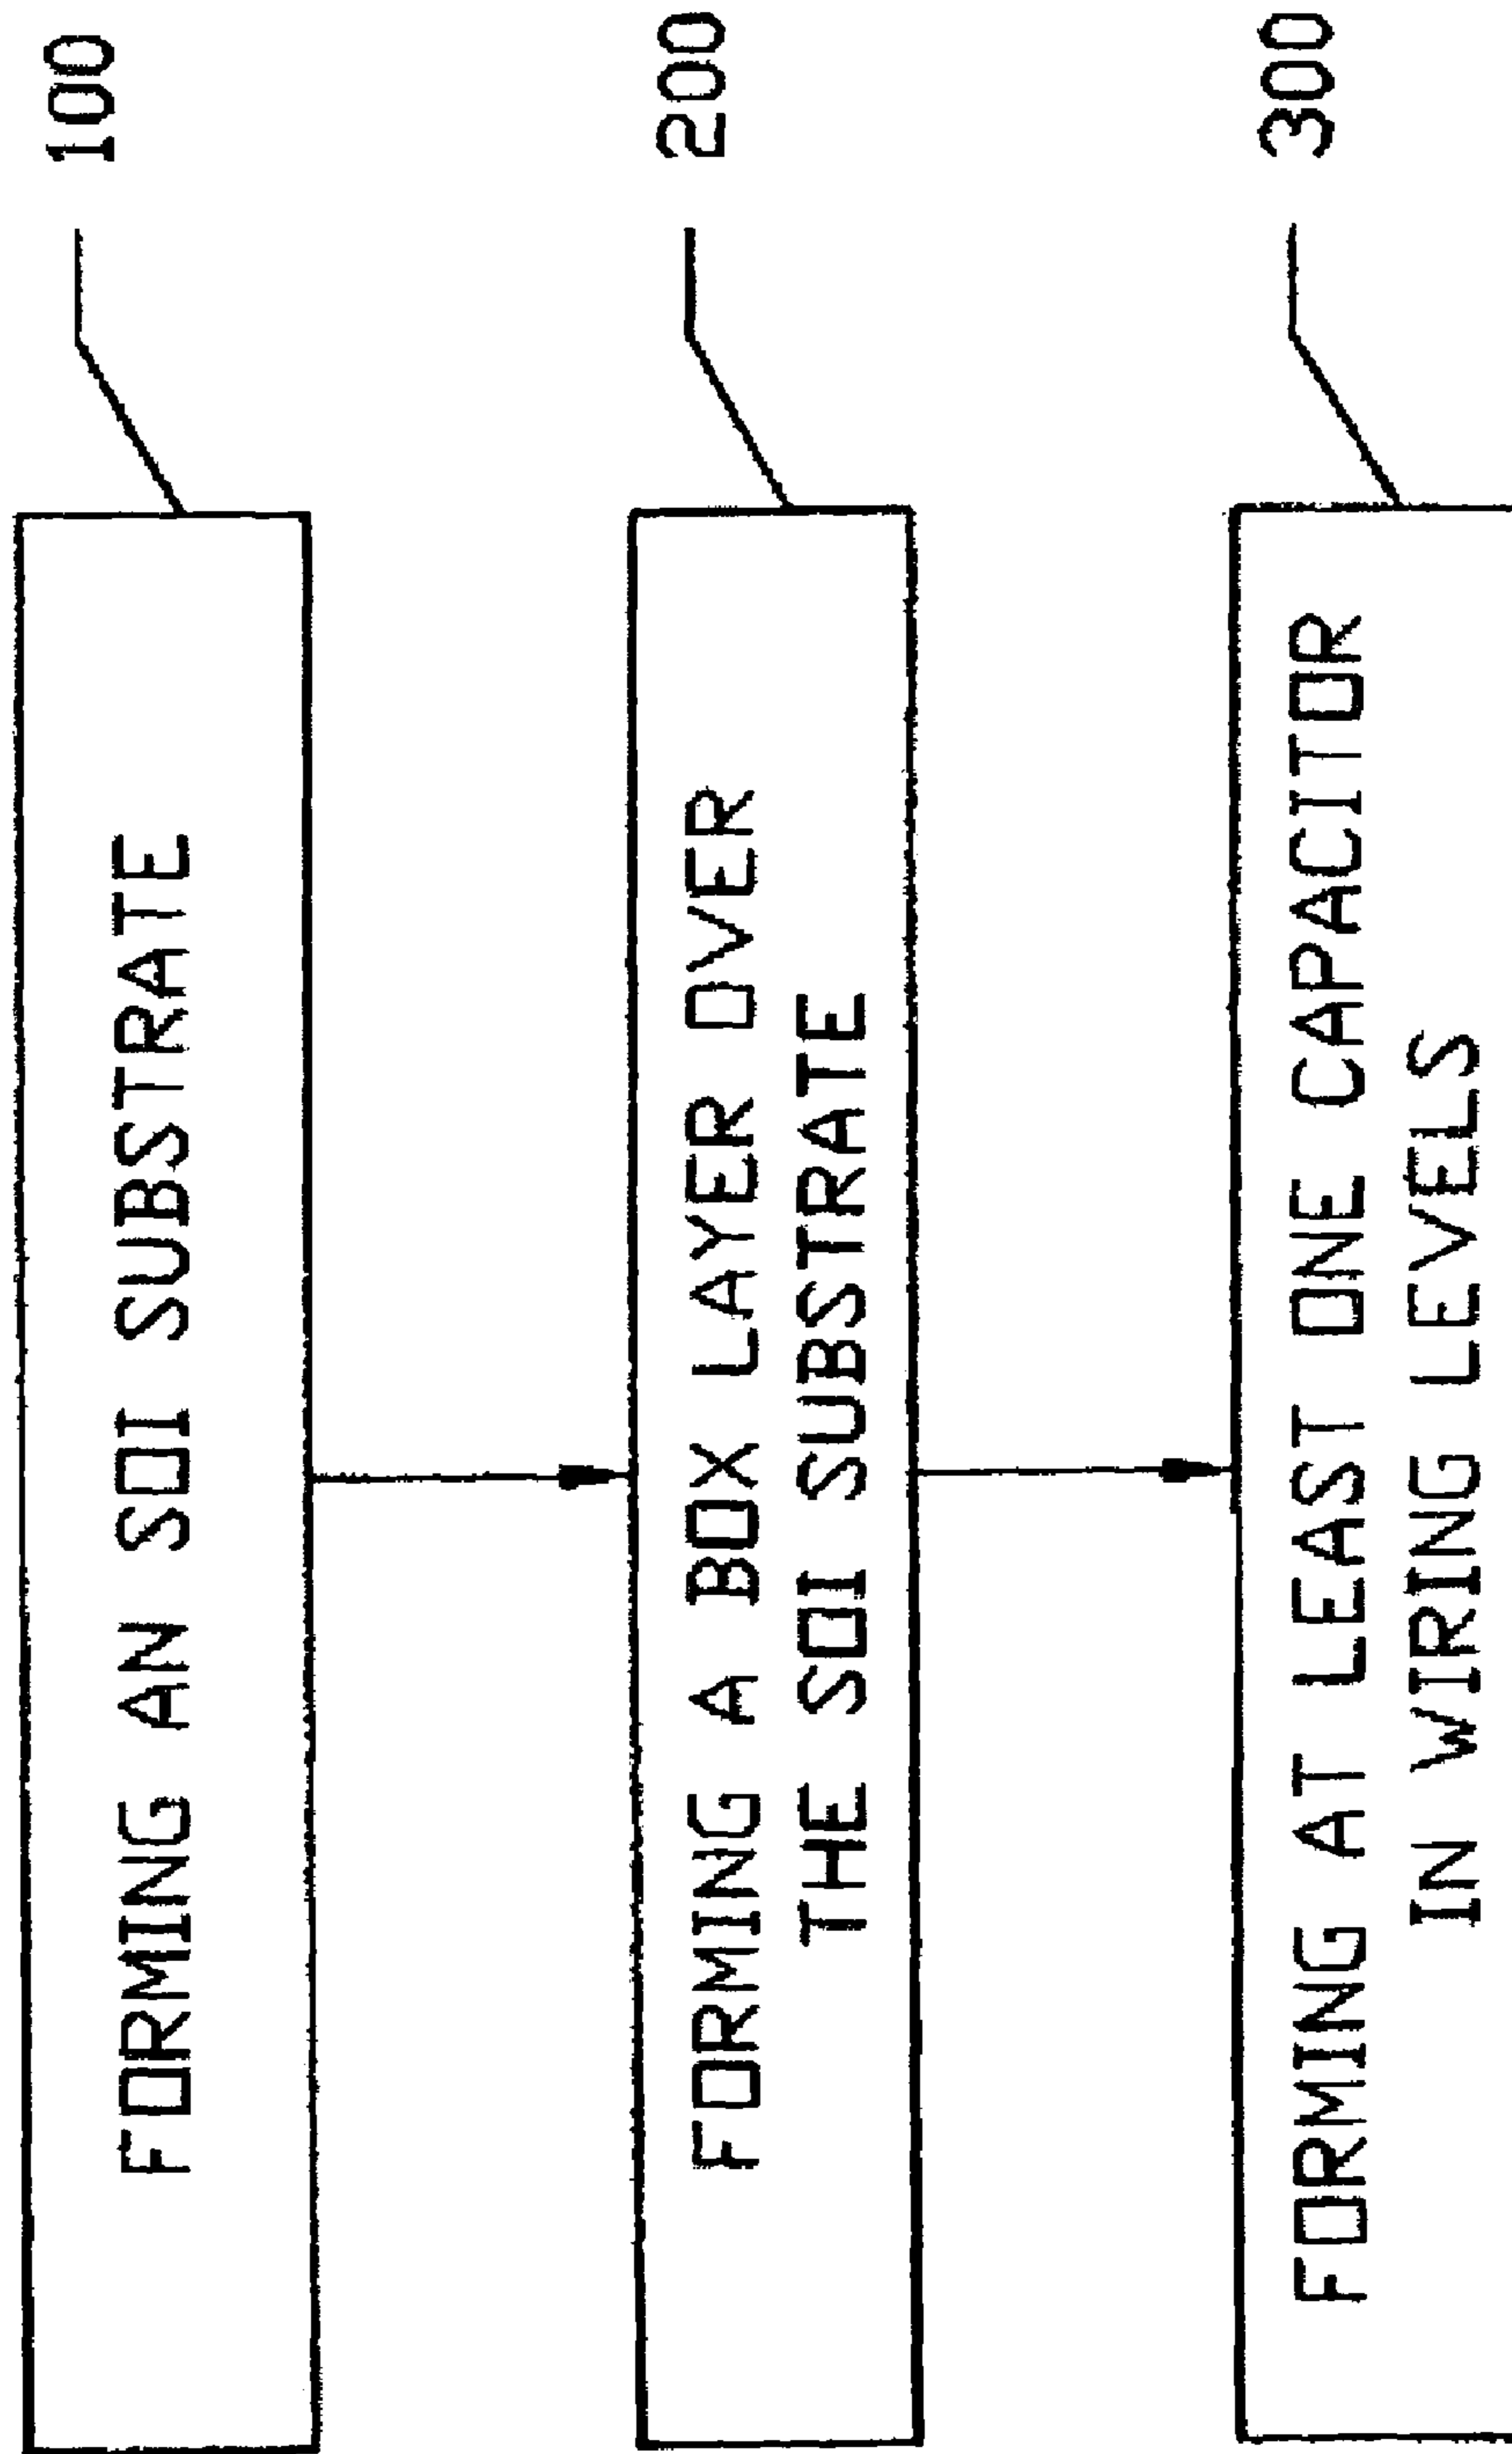 FORMING AN SOI SUBSTRATE
100
FORMING A BOX LAYER OVER
THE SOI SUBSTRATE
200
FORMING AT LEAST ONE CAPACITOR
IN WIRING LEVELS
300